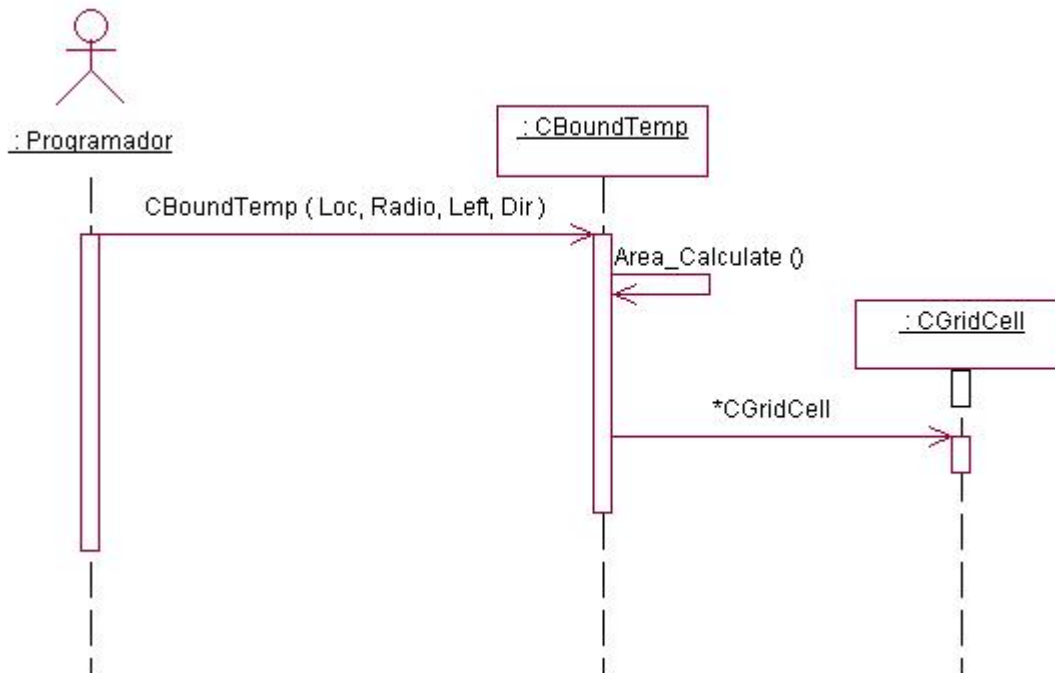 : Programador
: CBoundTemp
CBoundTemp ( Loc, Radio, Left, Dir )
Area_Calculate ()
: CGridCell
*CGridCell